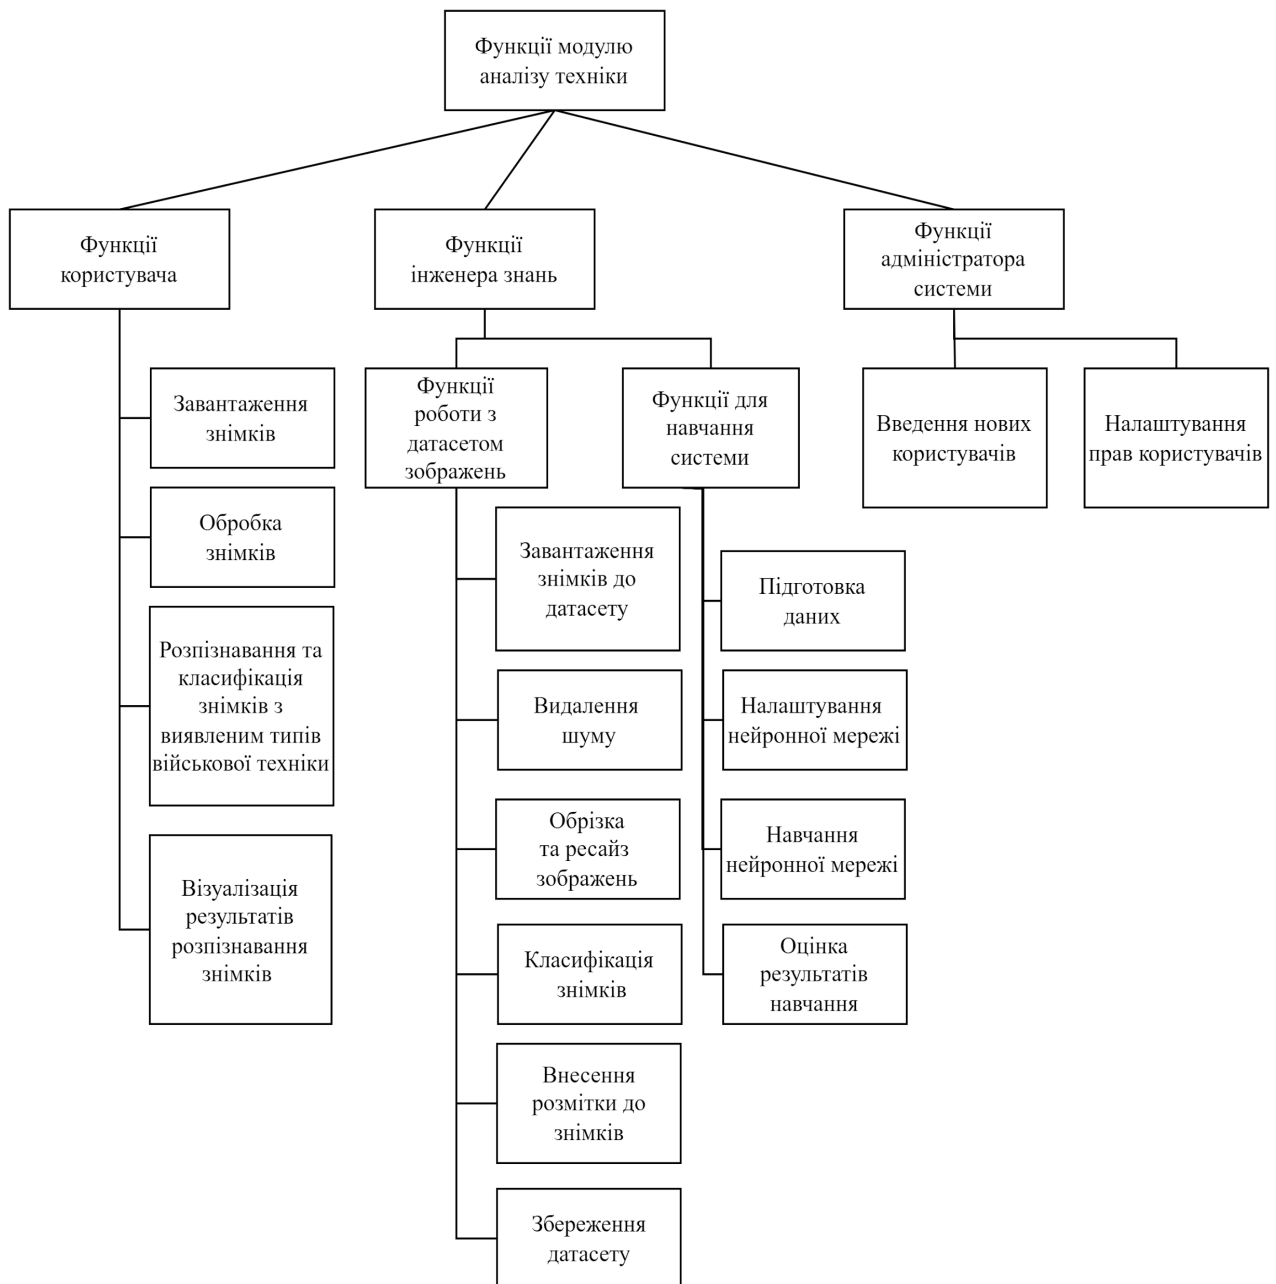 Функції модулю
аналізу техніки
Функції
користувача
Функції
інженера знань
Функції
адміністратора
системи
Завантаження
знімків
Обробка
знімків
Розпізнавання та
класифікація
знімків з
виявленим типів
військової техніки
Візуалізація
результатів
розпізнавання
знімків
Функції
роботи з
датасетом
зображень
Завантаження
знімків до
датасету
Видалення
шуму
Обрізка
та ресайз
зображень
Класифікація
знімків
Внесення
розмітки до
знімків
Збереження
датасету
Функції для
навчання
системи
Підготовка
даних
Налаштування
нейронної мережі
Навчання
нейронної мережі
Оцінка
результатів
навчання
Введення нових
користувачів
Налаштування
прав користувачів